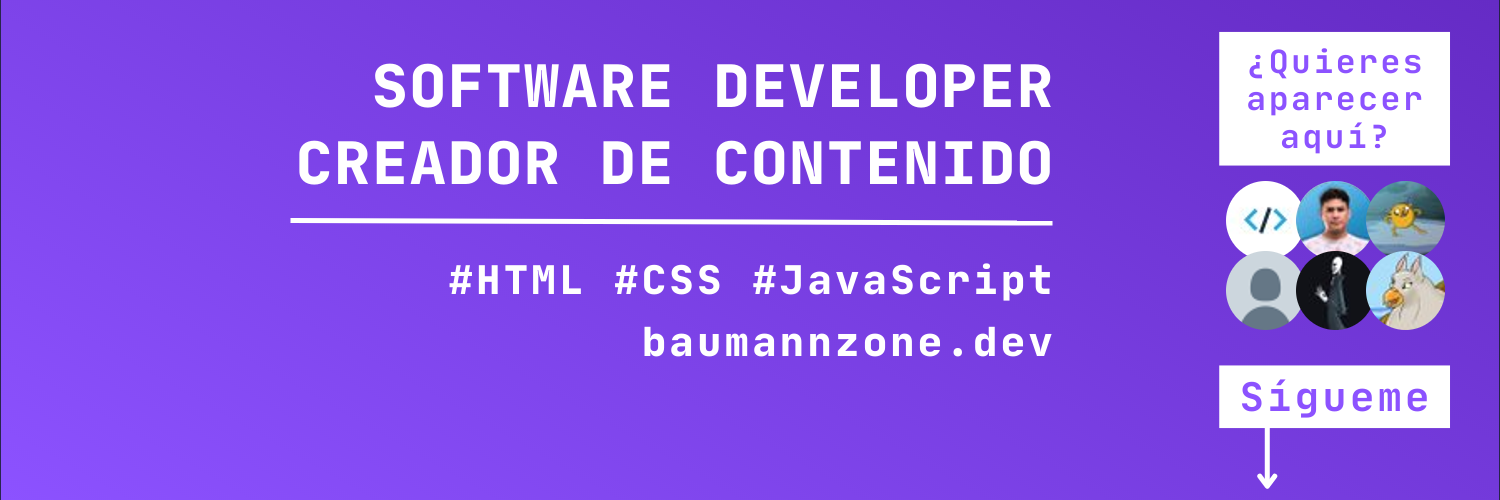 SOFTWARE DEVELOPER
CREADOR DE CONTENIDO
#HTML #CSS #JavaScript
baumannzone.dev
¿Quieres
aparecer
aquí?
</>
Sígueme